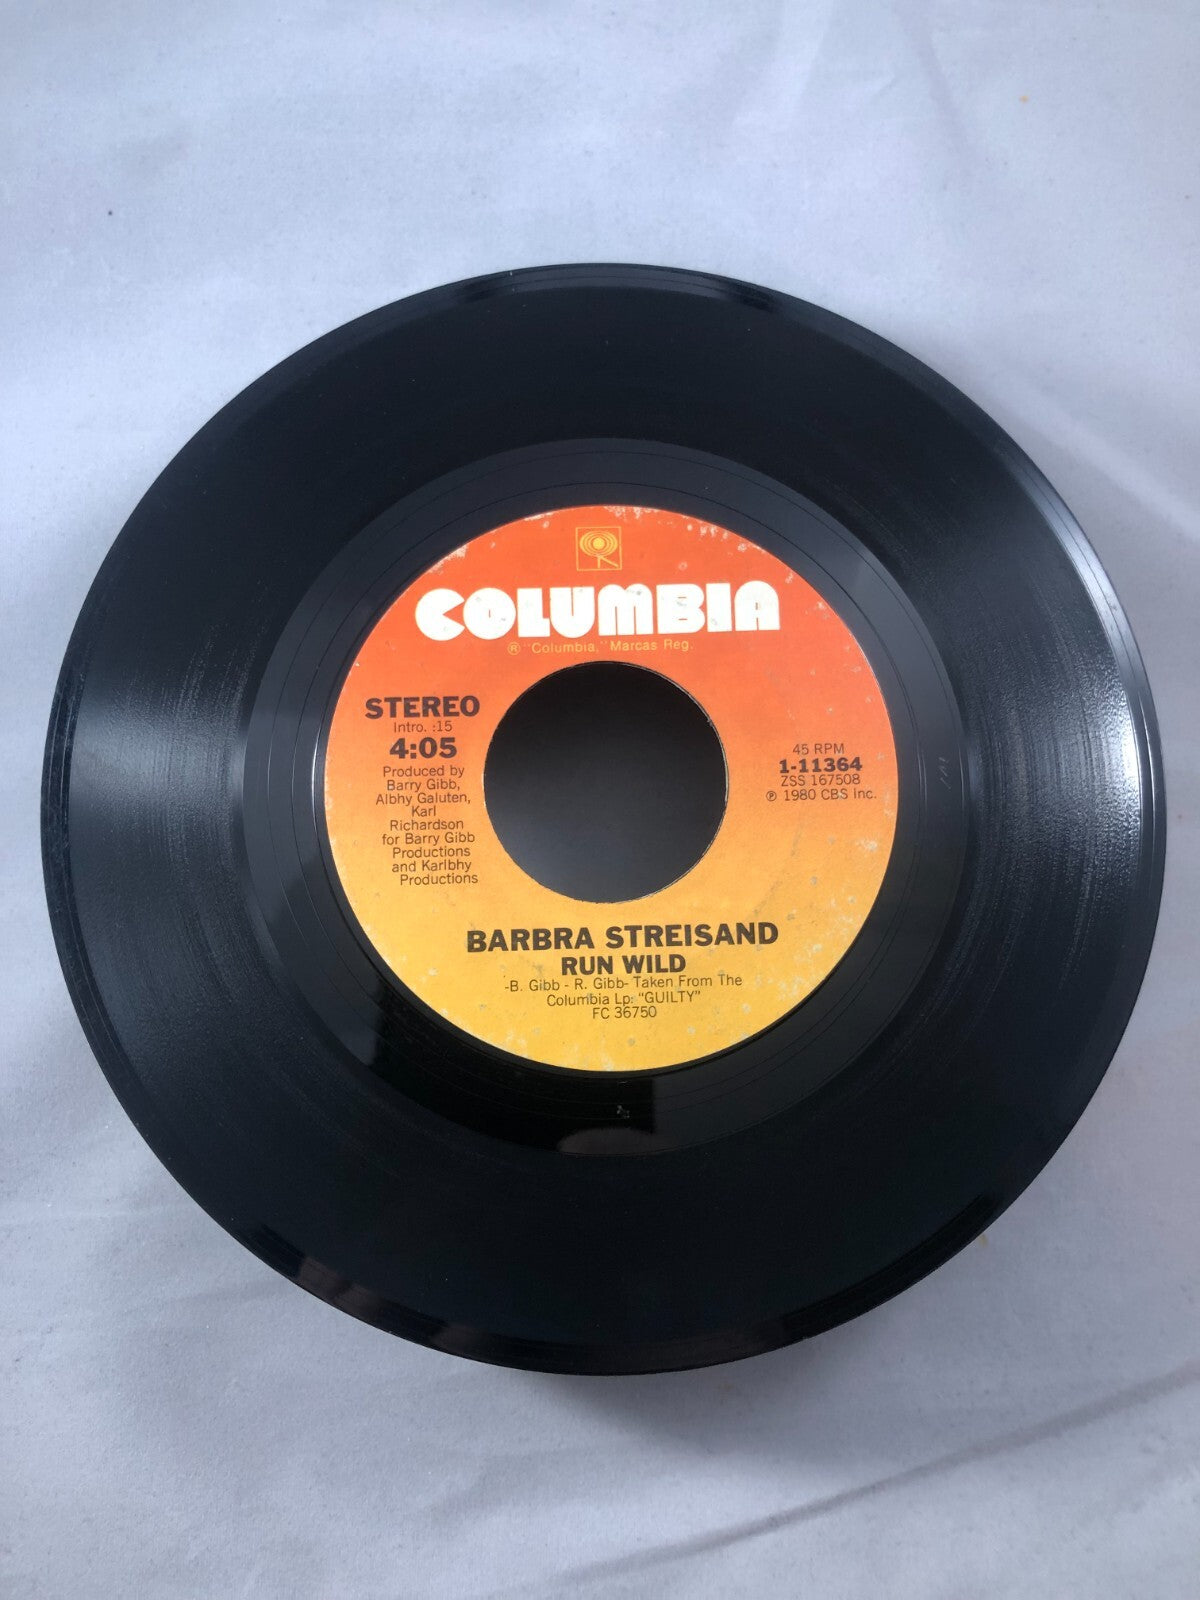 COLUMBIA
® "Columbia," Marcas Reg.
STEREO
Intro. :15
4:05
Produced by
Barry Gibb,
Albhy Galuten,
Karl
Richardson
for Barry Gibb
Productions
and Karlbhy
Productions
45 RPM
1-11364
ZSS 167508
℗ 1980 CBS Inc.
BARBRA STREISAND
RUN WILD
-B. Gibb - R. Gibb- Taken From The
Columbia Lp: "GUILTY"
FC 36750